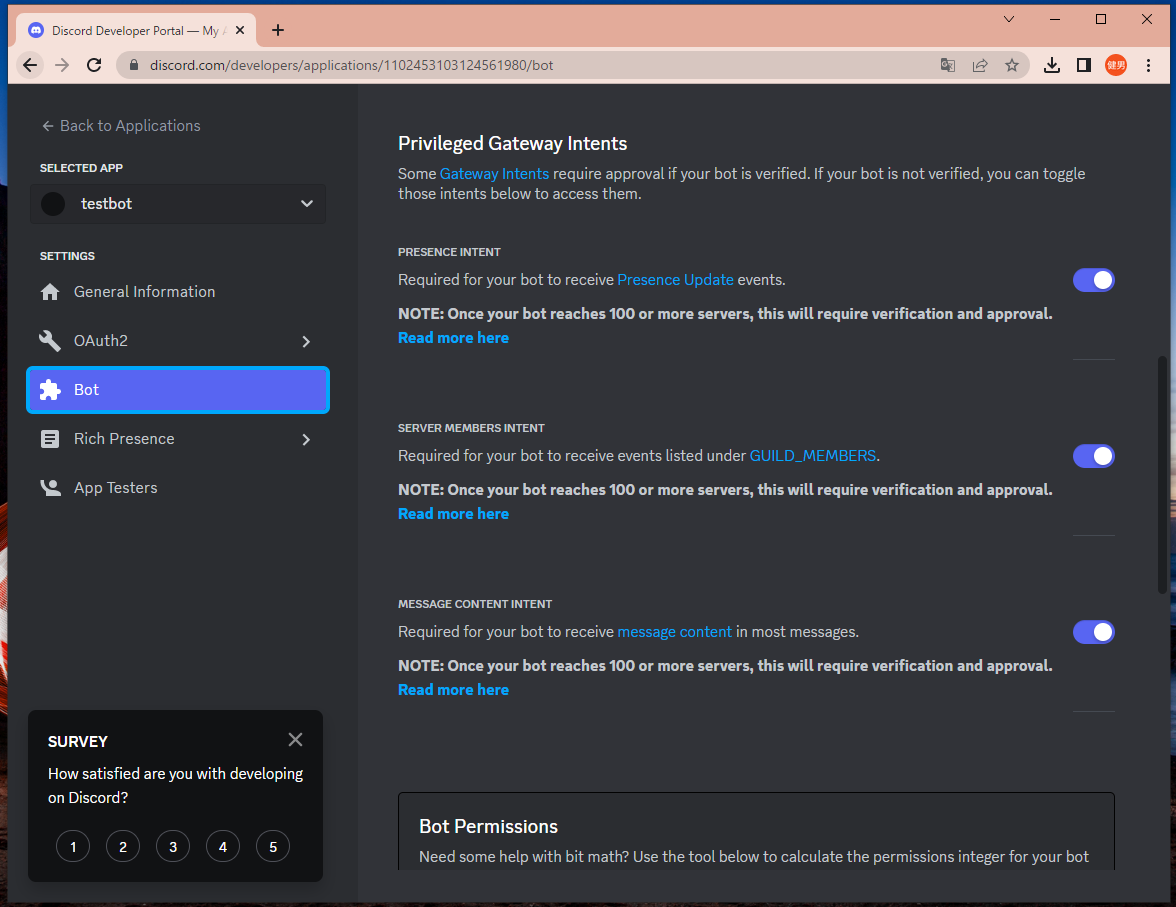 Discord Developer Portal — My A
discord.com/developers/applications/1102453103124561980/bot
健男
Back to Applications
SELECTED APP
testbot
SETTINGS
General Information
OAuth2
Bot
Rich Presence
App Testers
SURVEY
How satisfied are you with developing
on Discord?
1 2 3 4 5
Privileged Gateway Intents
Some Gateway Intents require approval if your bot is verified. If your bot is not verified, you can toggle
those intents below to access them.
PRESENCE INTENT
Required for your bot to receive Presence Update events.
NOTE: Once your bot reaches 100 or more servers, this will require verification and approval.
Read more here
SERVER MEMBERS INTENT
Required for your bot to receive events listed under GUILD_MEMBERS.
NOTE: Once your bot reaches 100 or more servers, this will require verification and approval.
Read more here
MESSAGE CONTENT INTENT
Required for your bot to receive message content in most messages.
NOTE: Once your bot reaches 100 or more servers, this will require verification and approval.
Read more here
Bot Permissions
Need some help with bit math? Use the tool below to calculate the permissions integer for your bot